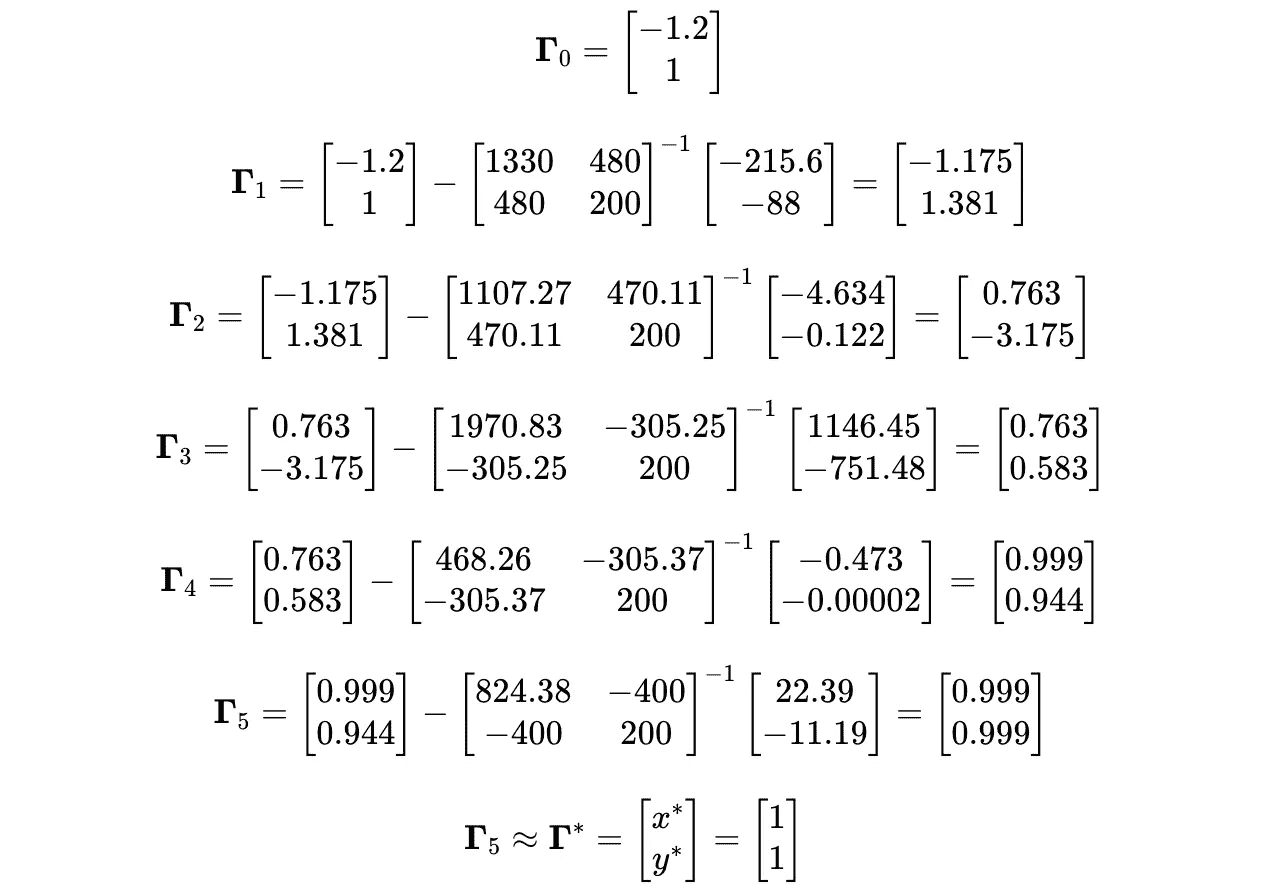 Γ₀ = [−1.2; 1]
Γ₁ = [−1.2; 1] − [1330 480; 480 200]⁻¹ [−215.6; −88] = [−1.175; 1.381]
Γ₂ = [−1.175; 1.381] − [1107.27 470.11; 470.11 200]⁻¹ [−4.634; −0.122] = [0.763; −3.175]
Γ₃ = [0.763; −3.175] − [1970.83 −305.25; −305.25 200]⁻¹ [1146.45; −751.48] = [0.763; 0.583]
Γ₄ = [0.763; 0.583] − [468.26 −305.37; −305.37 200]⁻¹ [−0.473; −0.00002] = [0.999; 0.944]
Γ₅ = [0.999; 0.944] − [824.38 −400; −400 200]⁻¹ [22.39; −11.19] = [0.999; 0.999]
Γ₅ ≈ Γ* = [x*; y*] = [1; 1]